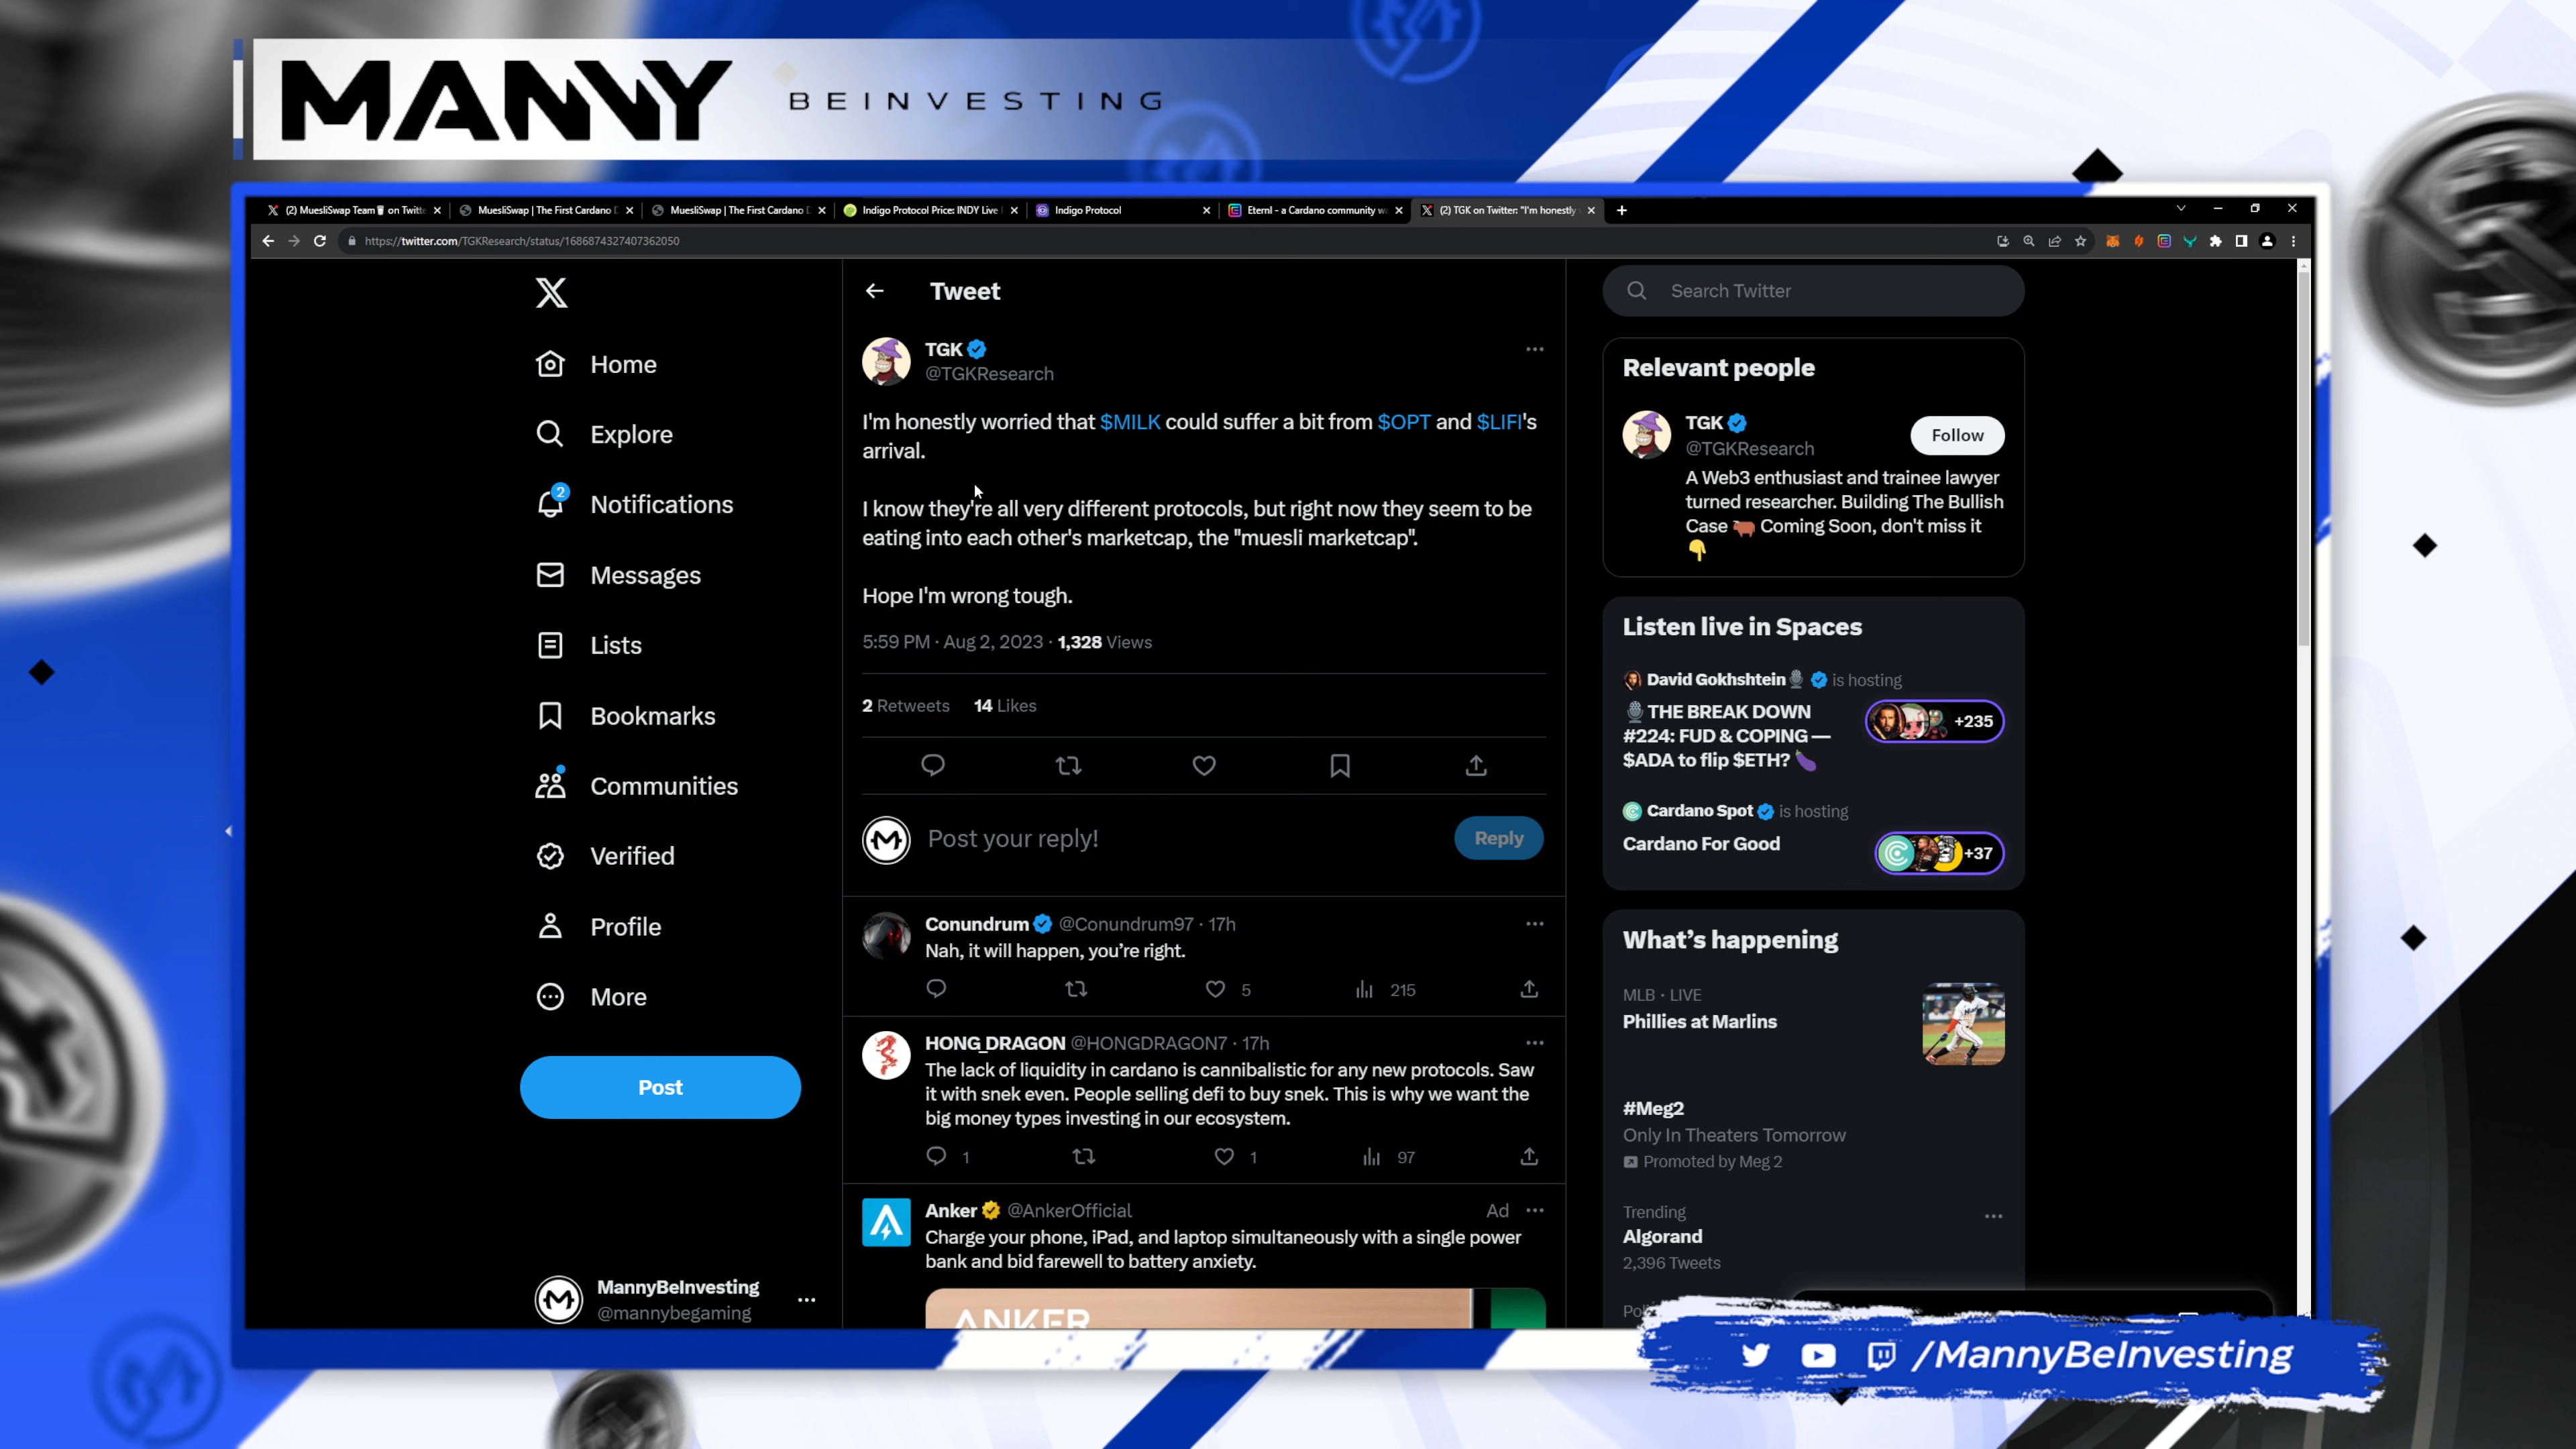 MANNY
BEINVESTING
(2) MuesliSwap Team🥛 on Twitte
MuesliSwap | The First Cardano D
MuesliSwap | The First Cardano D
Indigo Protocol Price: INDY Live
Indigo Protocol
Eternl - a Cardano community w
(2) TGK on Twitter: "I'm honestly
https://twitter.com/TGKResearch/status/1686874327407362050
Home
Explore
2
Notifications
Messages
Lists
Bookmarks
Communities
Verified
Profile
More
Post
MannyBeInvesting
@mannybegaming
Tweet
TGK
@TGKResearch
I'm honestly worried that $MILK could suffer a bit from $OPT and $LIFI's
arrival.
I know they're all very different protocols, but right now they seem to be
eating into each other's marketcap, the "muesli marketcap".
Hope I'm wrong tough.
5:59 PM · Aug 2, 2023 · 1,328 Views
2 Retweets 14 Likes
Post your reply!
Reply
Conundrum @Conundrum97 · 17h
Nah, it will happen, you're right.
5 215
HONG_DRAGON @HONGDRAGON7 · 17h
The lack of liquidity in cardano is cannibalistic for any new protocols. Saw
it with snek even. People selling defi to buy snek. This is why we want the
big money types investing in our ecosystem.
1 1 97
Anker @AnkerOfficial Ad
Charge your phone, iPad, and laptop simultaneously with a single power
bank and bid farewell to battery anxiety.
ANKER
Search Twitter
Relevant people
TGK
@TGKResearch
Follow
A Web3 enthusiast and trainee lawyer
turned researcher. Building The Bullish
Case 🐂 Coming Soon, don't miss it
👇
Listen live in Spaces
David Gokhshtein🎙 is hosting
🎙THE BREAK DOWN
#224: FUD & COPING —
$ADA to flip $ETH? 🍆
+235
Cardano Spot is hosting
Cardano For Good
+37
What's happening
MLB · LIVE
Phillies at Marlins
#Meg2
Only In Theaters Tomorrow
Promoted by Meg 2
Trending
Algorand
2,396 Tweets
/MannyBeInvesting